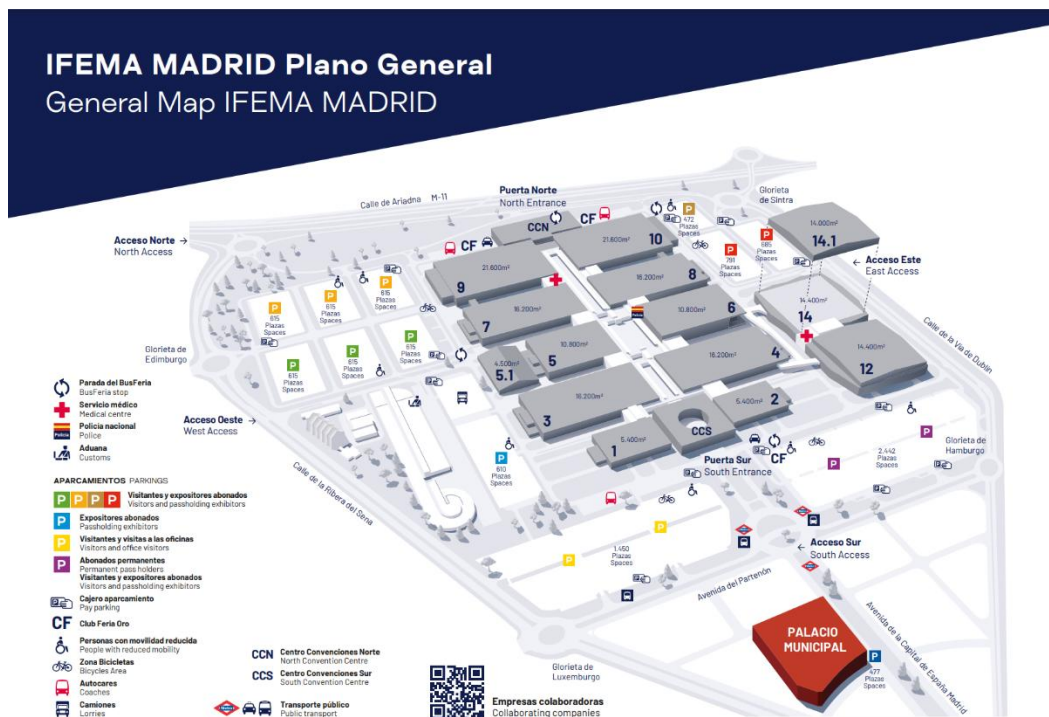 IFEMA MADRID Plano General
General Map IFEMA MADRID
Calle de Ariadna M-11
Puerta Norte
North Entrance
Glorieta
de Sintra
Acceso Norte →
North Access
CCN
CF
CF
P
472
Plazas
Spaces
P
791
Plazas
Spaces
P
685
Plazas
Spaces
14.000m²
14.1
← Acceso Este
East Access
21.600m²
10
21.600m²
9
16.200m²
8
16.200m²
7
Policía
10.800m²
6
14.400m²
14
14.400m²
12
Calle de la Vía de Dublín
P
615
Plazas
Spaces
P
615
Plazas
Spaces
P
615
Plazas
Spaces
P
615
Plazas
Spaces
P
615
Plazas
Spaces
P
615
Plazas
Spaces
Glorieta de
Edimburgo
10.800m²
5
4.500m²
5.1
16.200m²
4
16.200m²
3
5.400m²
2
5.400m²
1
CCS
Acceso Oeste →
West Access
Calle de la Ribera del Sena
P
610
Plazas
Spaces
Puerta Sur
South Entrance
CF
P
2.442
Plazas
Spaces
P
Glorieta de
Hamburgo
P
1.450
Plazas
Spaces
P
← Acceso Sur
South Access
Avenida del Partenón
Avenida de la Capital de España Madrid
PALACIO
MUNICIPAL
P
477
Plazas
Spaces
Glorieta de
Luxemburgo
Parada del BusFeria
BusFeria stop
Servicio médico
Medical centre
Policía
Policía nacional
Police
Aduana
Customs
APARCAMIENTOS PARKINGS
P P P P Visitantes y expositores abonados
Visitors and passholding exhibitors
P Expositores abonados
Passholding exhibitors
P Visitantes y visitas a las oficinas
Visitors and office visitors
P Abonados permanentes
Permanent pass holders
Visitantes y expositores abonados
Visitors and passholding exhibitors
Cajero aparcamiento
Pay parking
CF Club Feria Oro
Personas con movilidad reducida
People with reduced mobility
Zona Bicicletas
Bicycles Area
Autocares
Coaches
Camiones
Lorries
CCN Centro Convenciones Norte
North Convention Centre
CCS Centro Convenciones Sur
South Convention Centre
Transporte público
Public transport
Empresas colaboradoras
Collaborating companies